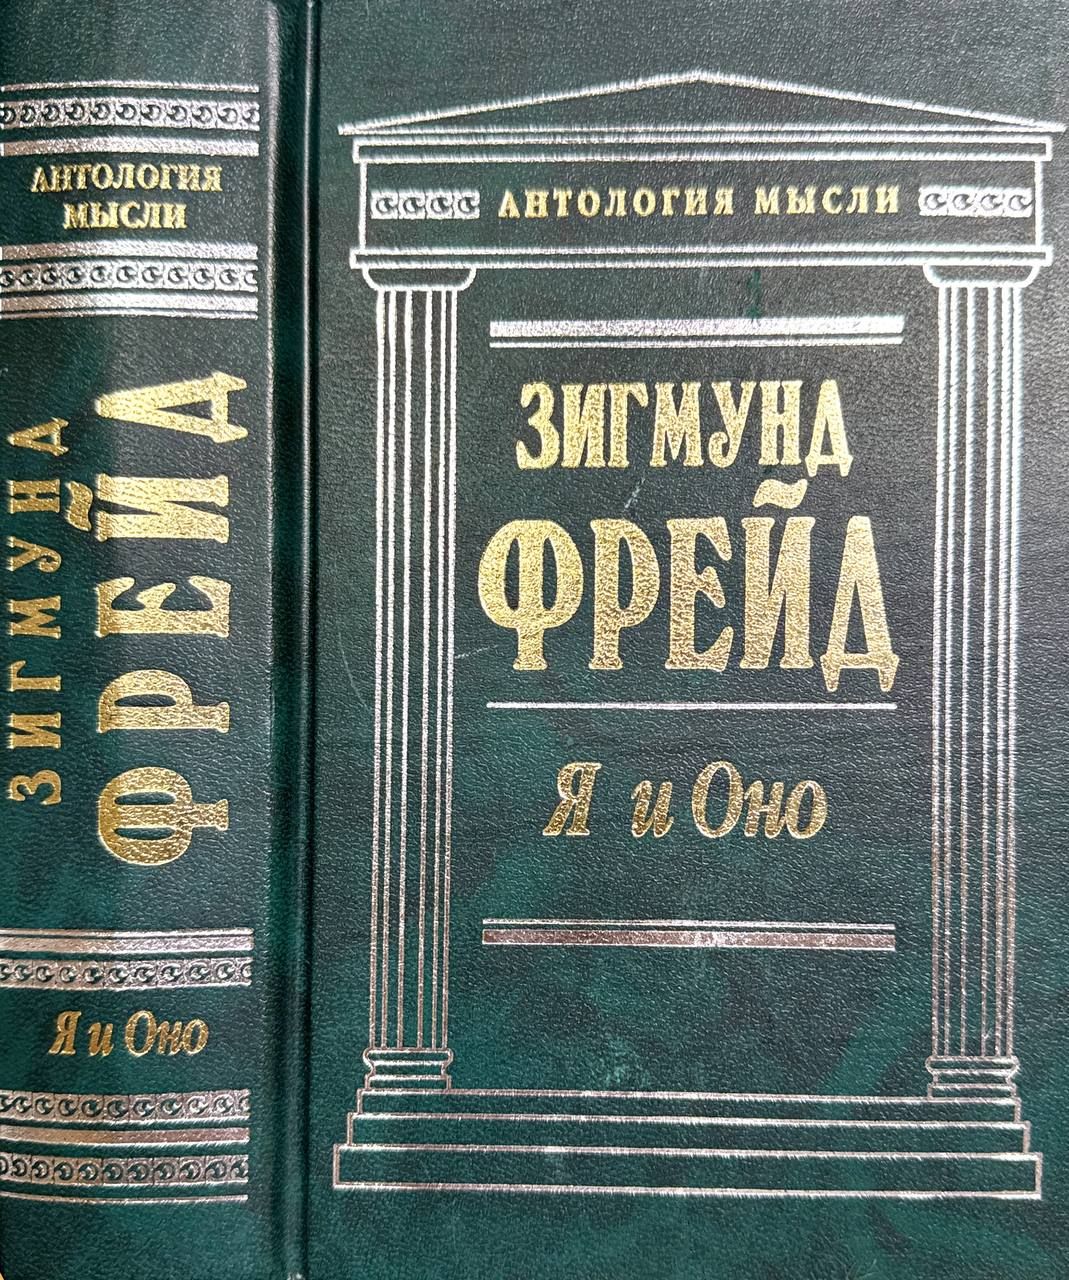 АНТОЛОГИЯ
МЫСЛИ
ЗИГМУНД
ФРЕЙД
Я и Оно
АНТОЛОГИЯ МЫСЛИ
ЗИГМУНД
ФРЕЙД
Я и Оно